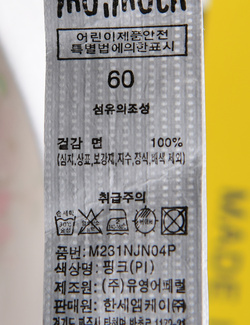 moimoln
어린이제품안전
특별법에의한표시
60
섬유의조성
겉감 면 100%
(심지,상표,보강지,자수,장식,배색 제외)
취급주의
품번: M231NJN04P
색상명: 핑크(PI)
제조원: (주)유영어패럴
판매원: 한세엠케이(주)
MADE